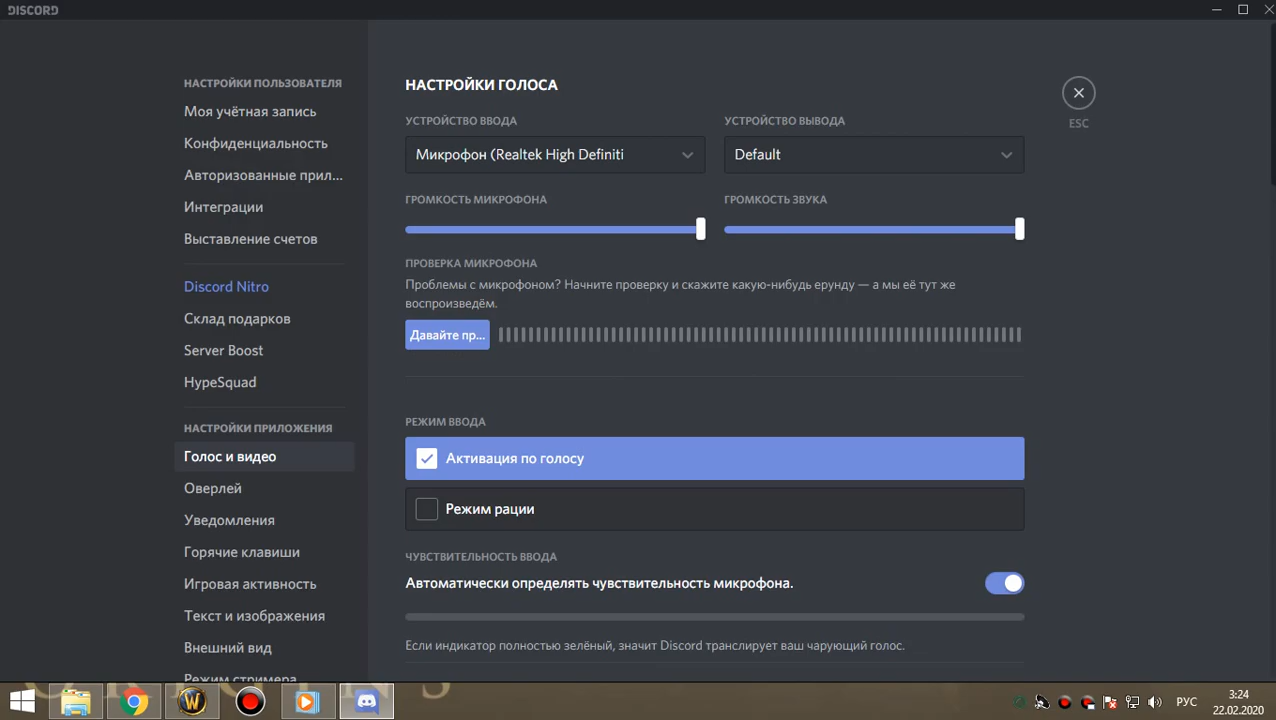 DISCORD
НАСТРОЙКИ ПОЛЬЗОВАТЕЛЯ
Моя учётная запись
Конфиденциальность
Авторизованные прил...
Интеграции
Выставление счетов
Discord Nitro
Склад подарков
Server Boost
HypeSquad
НАСТРОЙКИ ПРИЛОЖЕНИЯ
Голос и видео
Оверлей
Уведомления
Горячие клавиши
Игровая активность
Текст и изображения
Внешний вид
Режим стримера
НАСТРОЙКИ ГОЛОСА
УСТРОЙСТВО ВВОДА
УСТРОЙСТВО ВЫВОДА
Микрофон (Realtek High Definiti
Default
ГРОМКОСТЬ МИКРОФОНА
ГРОМКОСТЬ ЗВУКА
ПРОВЕРКА МИКРОФОНА
Проблемы с микрофоном? Начните проверку и скажите какую-нибудь ерунду — а мы её тут же
воспроизведём.
Давайте пр...
РЕЖИМ ВВОДА
Активация по голосу
Режим рации
ЧУВСТВИТЕЛЬНОСТЬ ВВОДА
Автоматически определять чувствительность микрофона.
Если индикатор полностью зелёный, значит Discord транслирует ваш чарующий голос.
ESC
РУС
3:24
22.02.2020